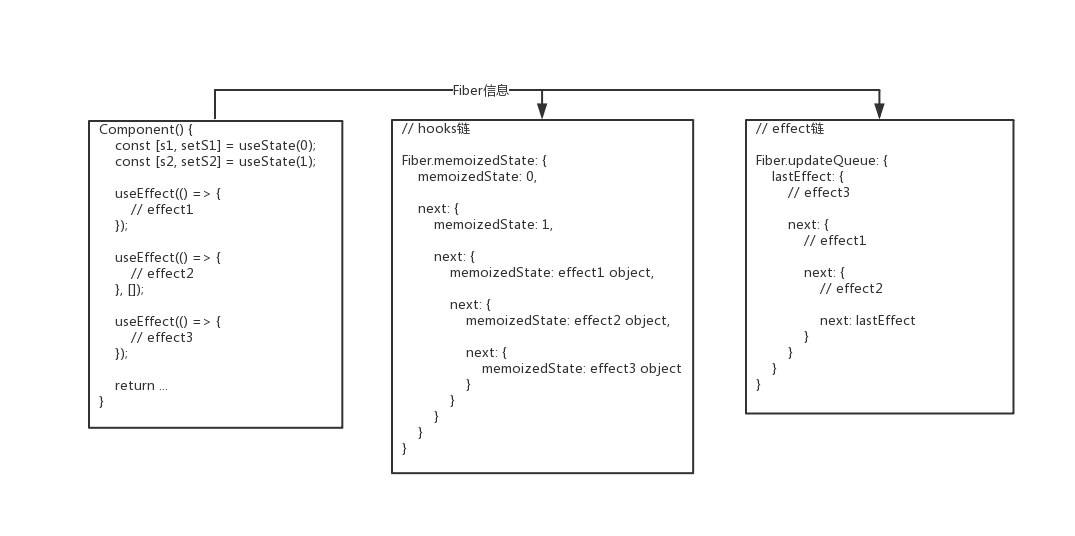 Fiber信息
Component() {
const [s1, setS1] = useState(0);
const [s2, setS2] = useState(1);
useEffect(() => {
// effect1
});
useEffect(() => {
// effect2
}, []);
useEffect(() => {
// effect3
});
return ...
}
// hooks链
Fiber.memoizedState: {
memoizedState: 0,
next: {
memoizedState: 1,
next: {
memoizedState: effect1 object,
next: {
memoizedState: effect2 object,
next: {
memoizedState: effect3 object
}
}
}
}
}
// effect链
Fiber.updateQueue: {
lastEffect: {
// effect3
next: {
// effect1
next: {
// effect2
next: lastEffect
}
}
}
}